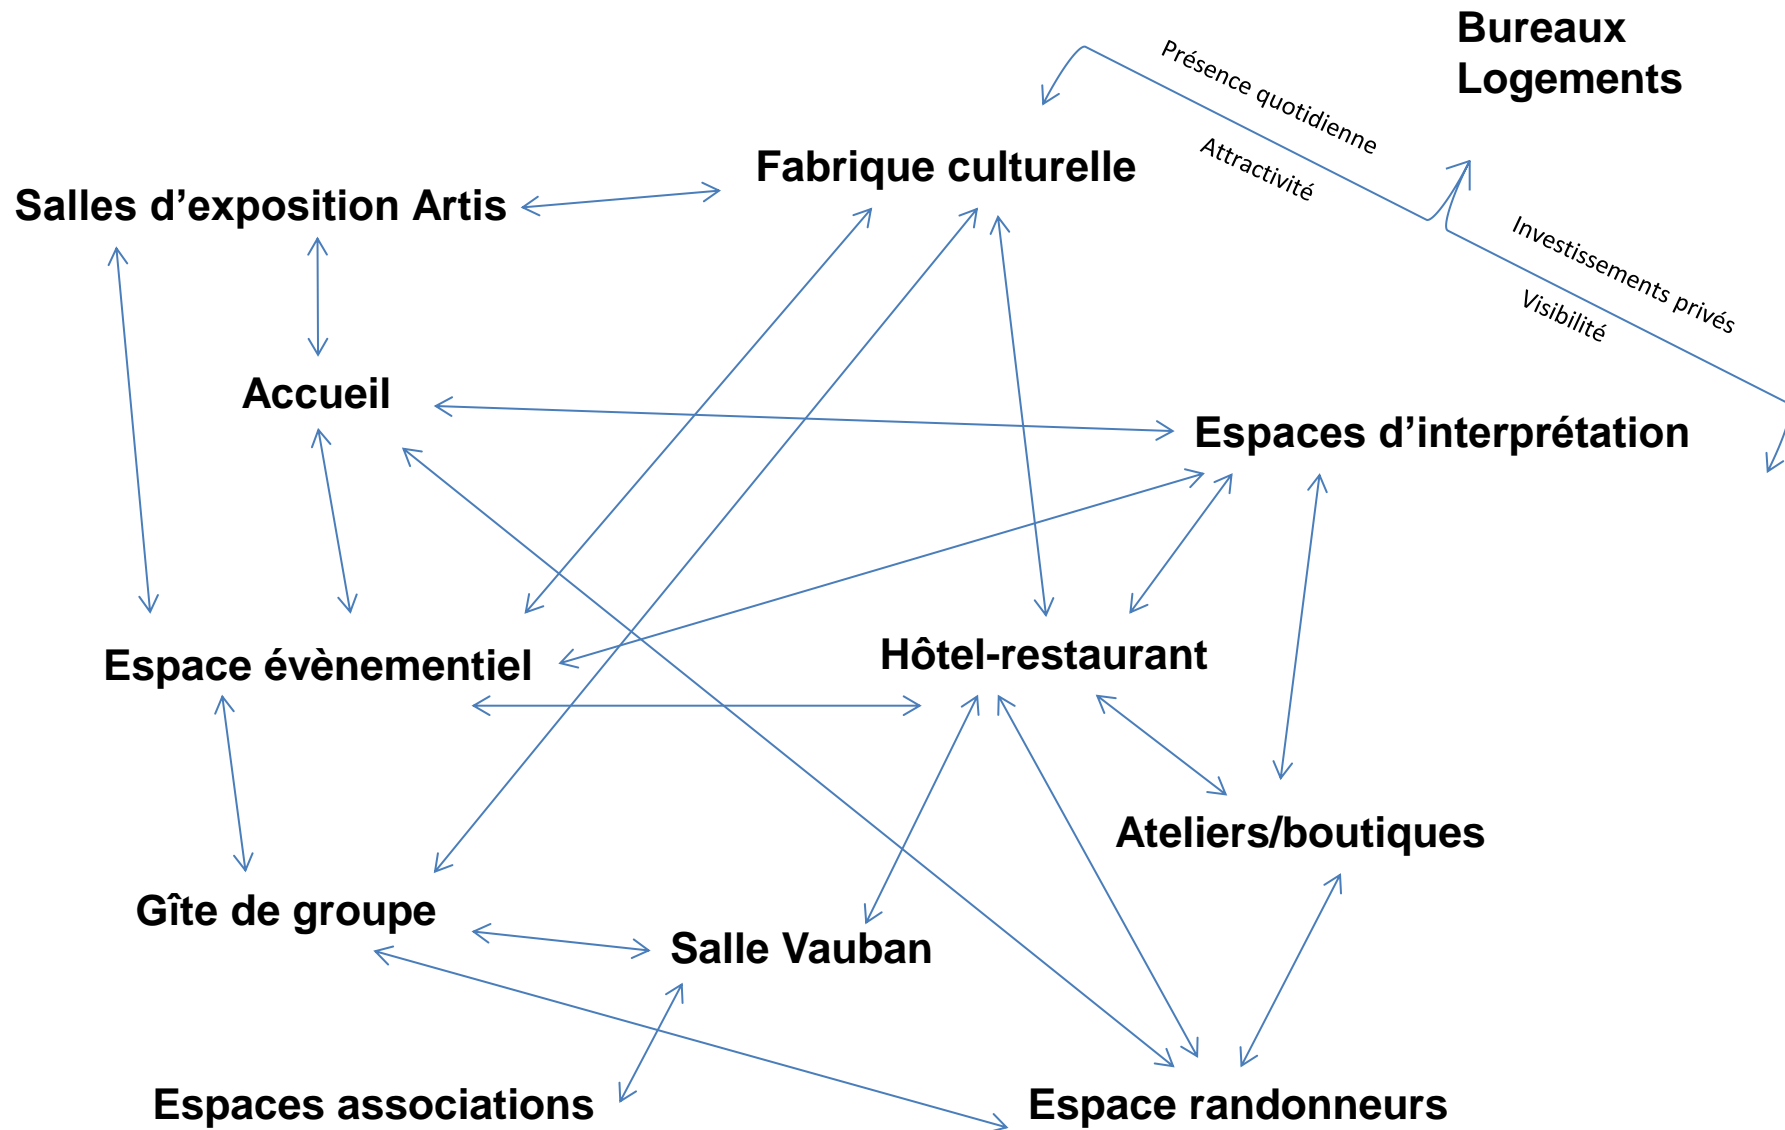 Bureaux
Logements
Présence quotidienne
Attractivité
Fabrique culturelle
Salles d’exposition Artis
Investissements privés
Visibilité
Accueil
Espaces d’interprétation
Espace évènementiel
Hôtel-restaurant
Ateliers/boutiques
Gîte de groupe
Salle Vauban
Espaces associations
Espace randonneurs